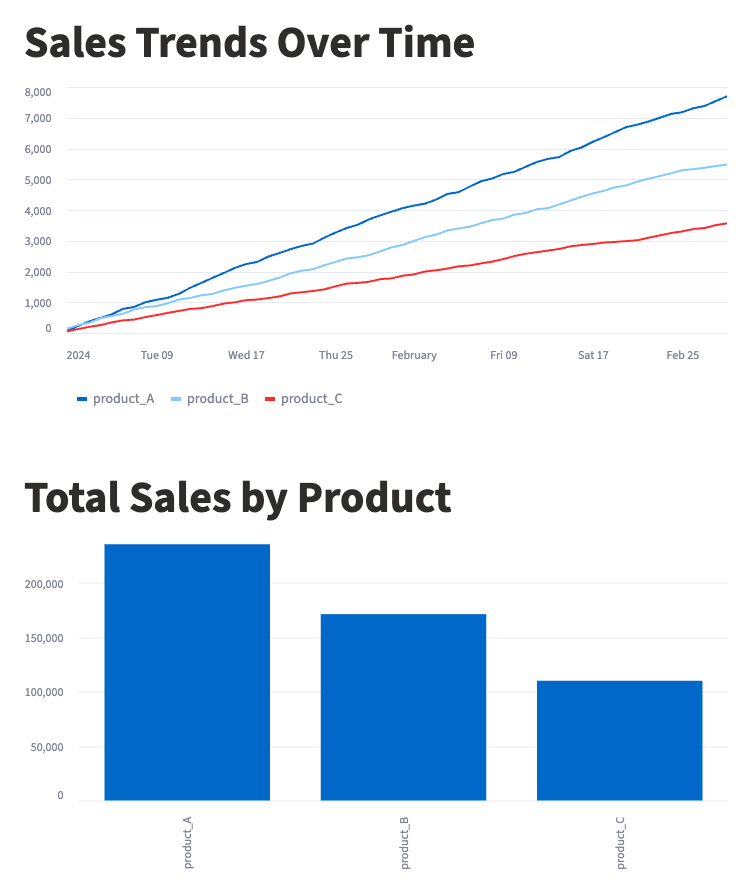 Sales Trends Over Time
8,000
7,000
6,000
5,000
4,000
3,000
2,000
1,000
0
2024 Tue 09 Wed 17 Thu 25 February Fri 09 Sat 17 Feb 25
product_A product_B product_C
Total Sales by Product
200,000
150,000
100,000
50,000
0
product_A product_B product_C